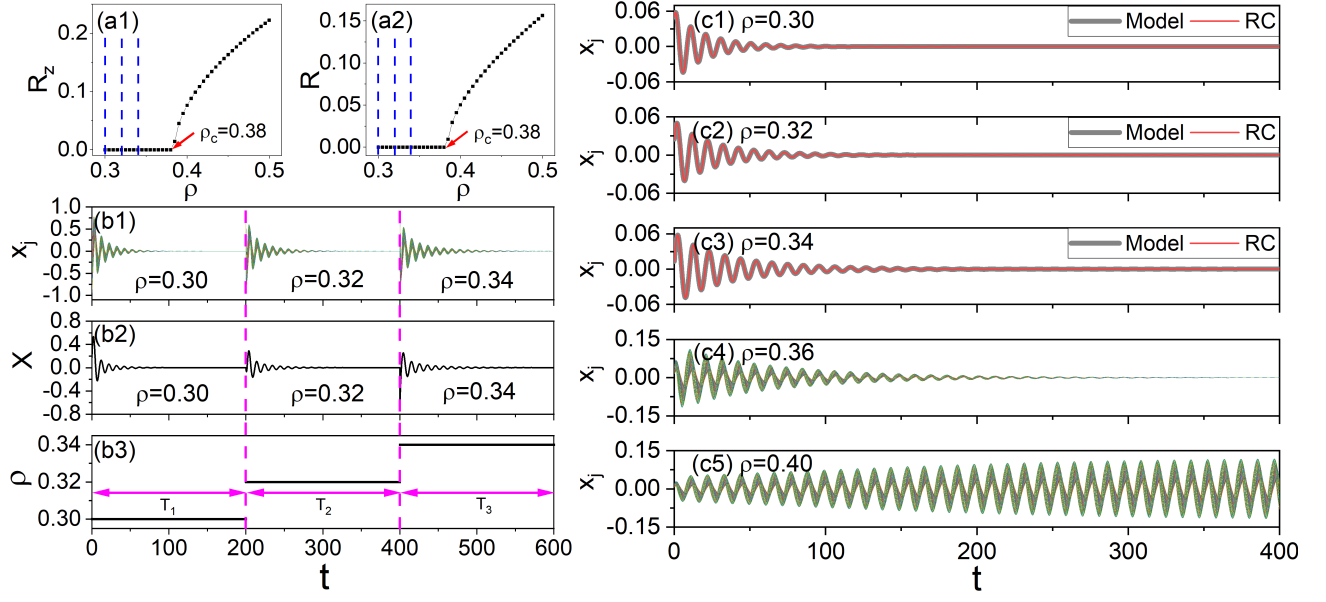 (a1)
R_z
0.2
0.1
0.0
ρ_c=0.38
0.3 0.4 0.5
ρ
(a2)
R
0.15
0.10
0.05
0.00
ρ_c=0.38
0.3 0.4 0.5
ρ
(b1)
x_j
1.0
0.5
0.0
-0.5
-1.0
ρ=0.30 ρ=0.32 ρ=0.34
(b2)
X
0.8
0.4
0.0
-0.4
-0.8
ρ=0.30 ρ=0.32 ρ=0.34
(b3)
ρ
0.34
0.32
0.30
T_1 T_2 T_3
0 100 200 300 400 500 600
t
(c1) ρ=0.30
Model RC
x_j
0.06
0.00
-0.06
(c2) ρ=0.32
Model RC
x_j
0.06
0.00
-0.06
(c3) ρ=0.34
Model RC
x_j
0.06
0.00
-0.06
(c4) ρ=0.36
x_j
0.15
0.00
-0.15
(c5) ρ=0.40
x_j
0.15
0.00
-0.15
0 100 200 300 400
t